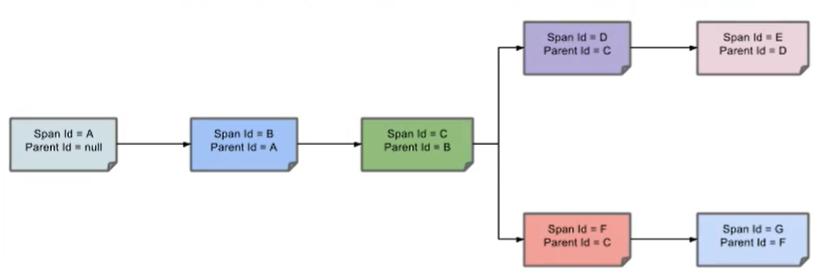 Span Id = A
Parent Id = null
Span Id = B
Parent Id = A
Span Id = C
Parent Id = B
Span Id = D
Parent Id = C
Span Id = E
Parent Id = D
Span Id = F
Parent Id = C
Span Id = G
Parent Id = F